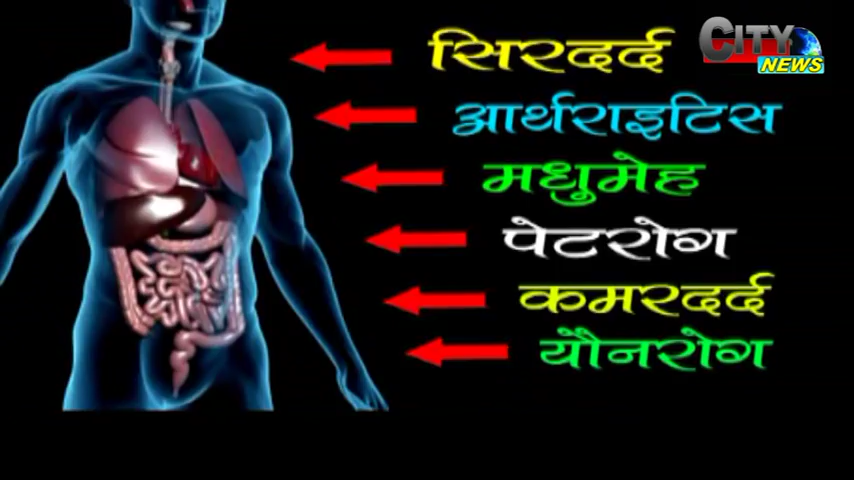 CITY
NEWS
सिरदर्द
आर्थराइटिस
मधुमेह
पेटरोग
कमरदर्द
यौनरोग